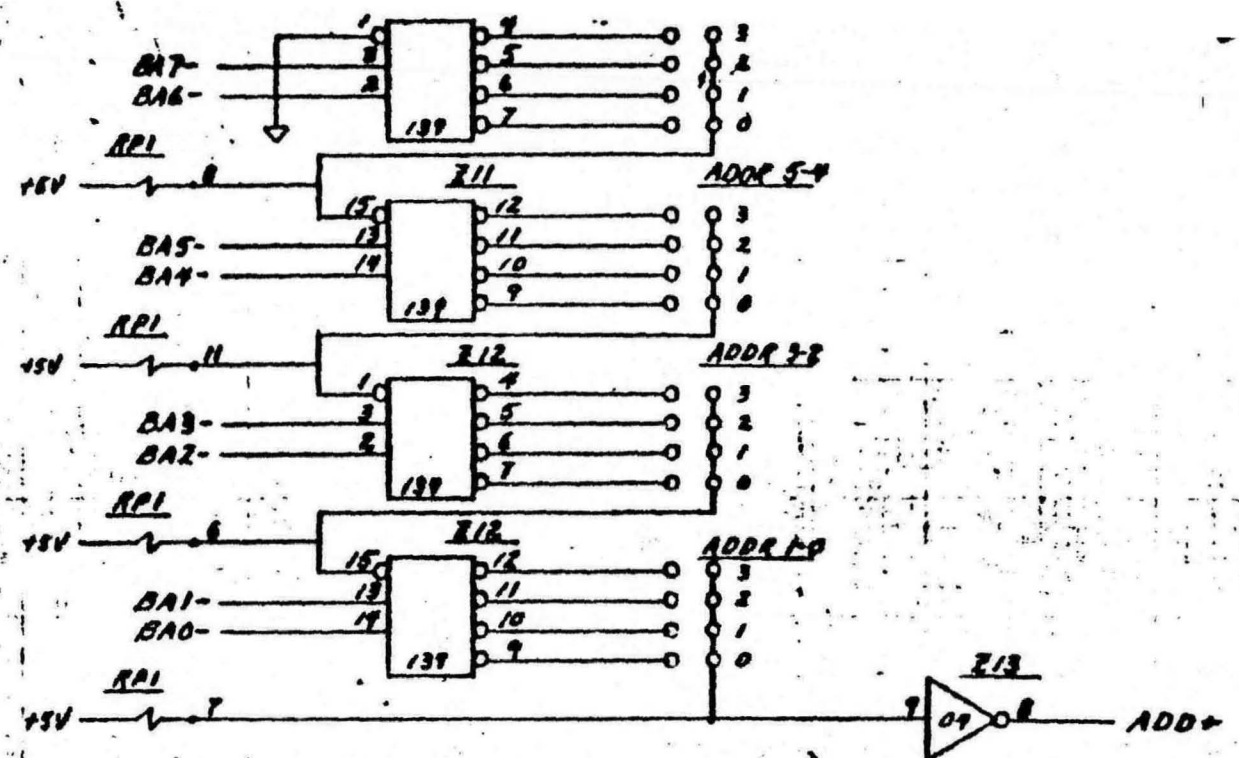 1 4 3
BA7- 3 5 2
BA6- 2 6 1
139 7 0
RP1 Z11 ADDR 5-4
+5V 8
15 12 3
BA5- 13 11 2
BA4- 14 10 1
139 9 0
RP1 Z12 ADDR 3-2
+5V 11
1 4 3
BA3- 3 5 2
BA2- 2 6 1
139 7 0
RP1 Z12 ADDR 1-0
+5V 6
15 12 3
BA1- 13 11 2
BA0- 14 10 1
139 9 0
RP1 Z13
+5V 7 9 04 8 ADD+